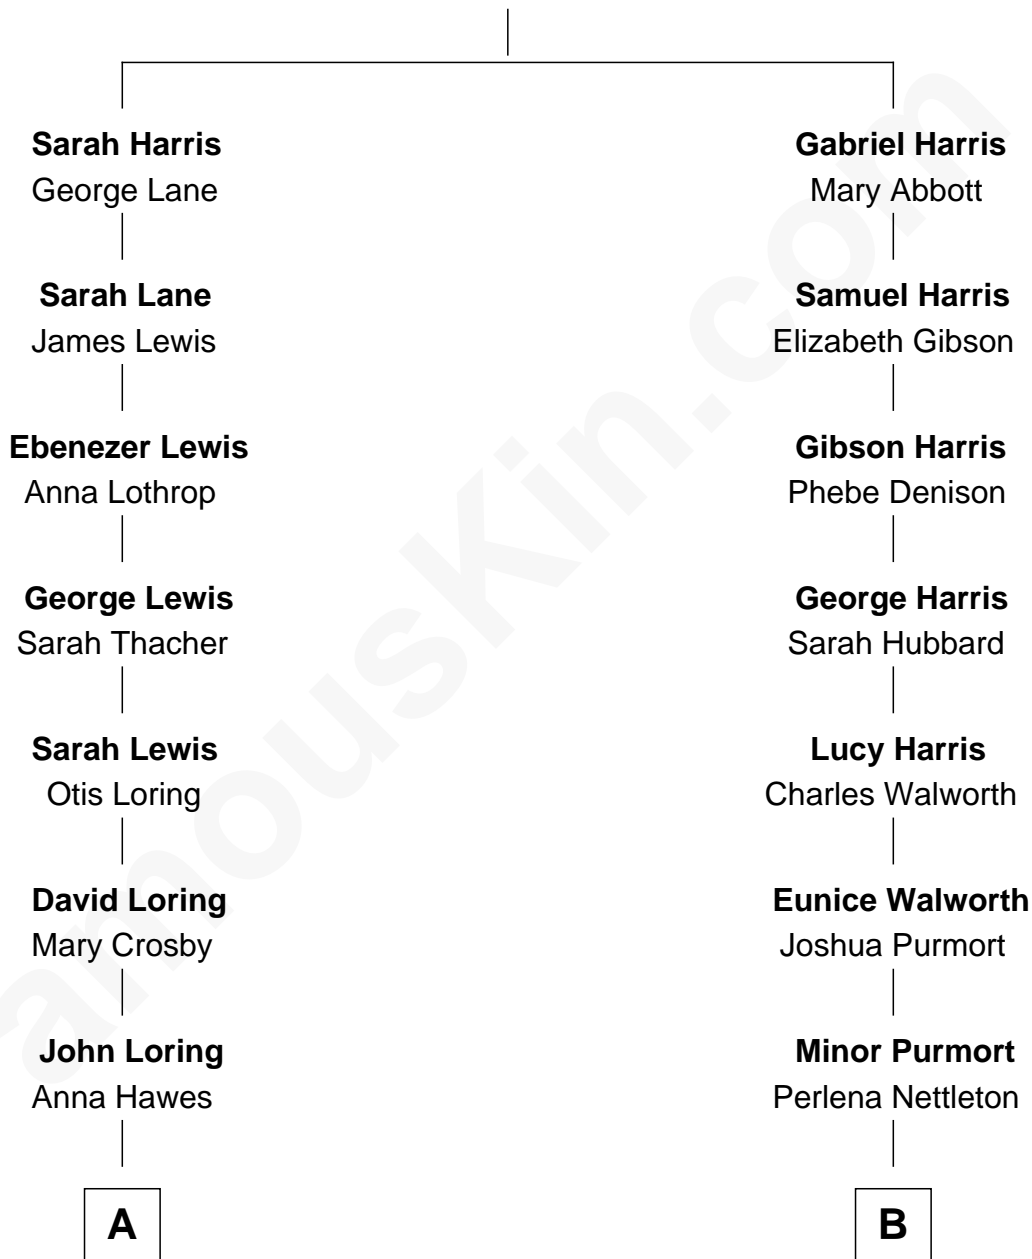 Sarah Harris
George Lane
Sarah Lane
James Lewis
Ebenezer Lewis
Anna Lothrop
George Lewis
Sarah Thacher
Sarah Lewis
Otis Loring
David Loring
Mary Crosby
John Loring
Anna Hawes
A
Gabriel Harris
Mary Abbott
Samuel Harris
Elizabeth Gibson
Gibson Harris
Phebe Denison
George Harris
Sarah Hubbard
Lucy Harris
Charles Walworth
Eunice Walworth
Joshua Purmort
Minor Purmort
Perlena Nettleton
B
amouskin.com